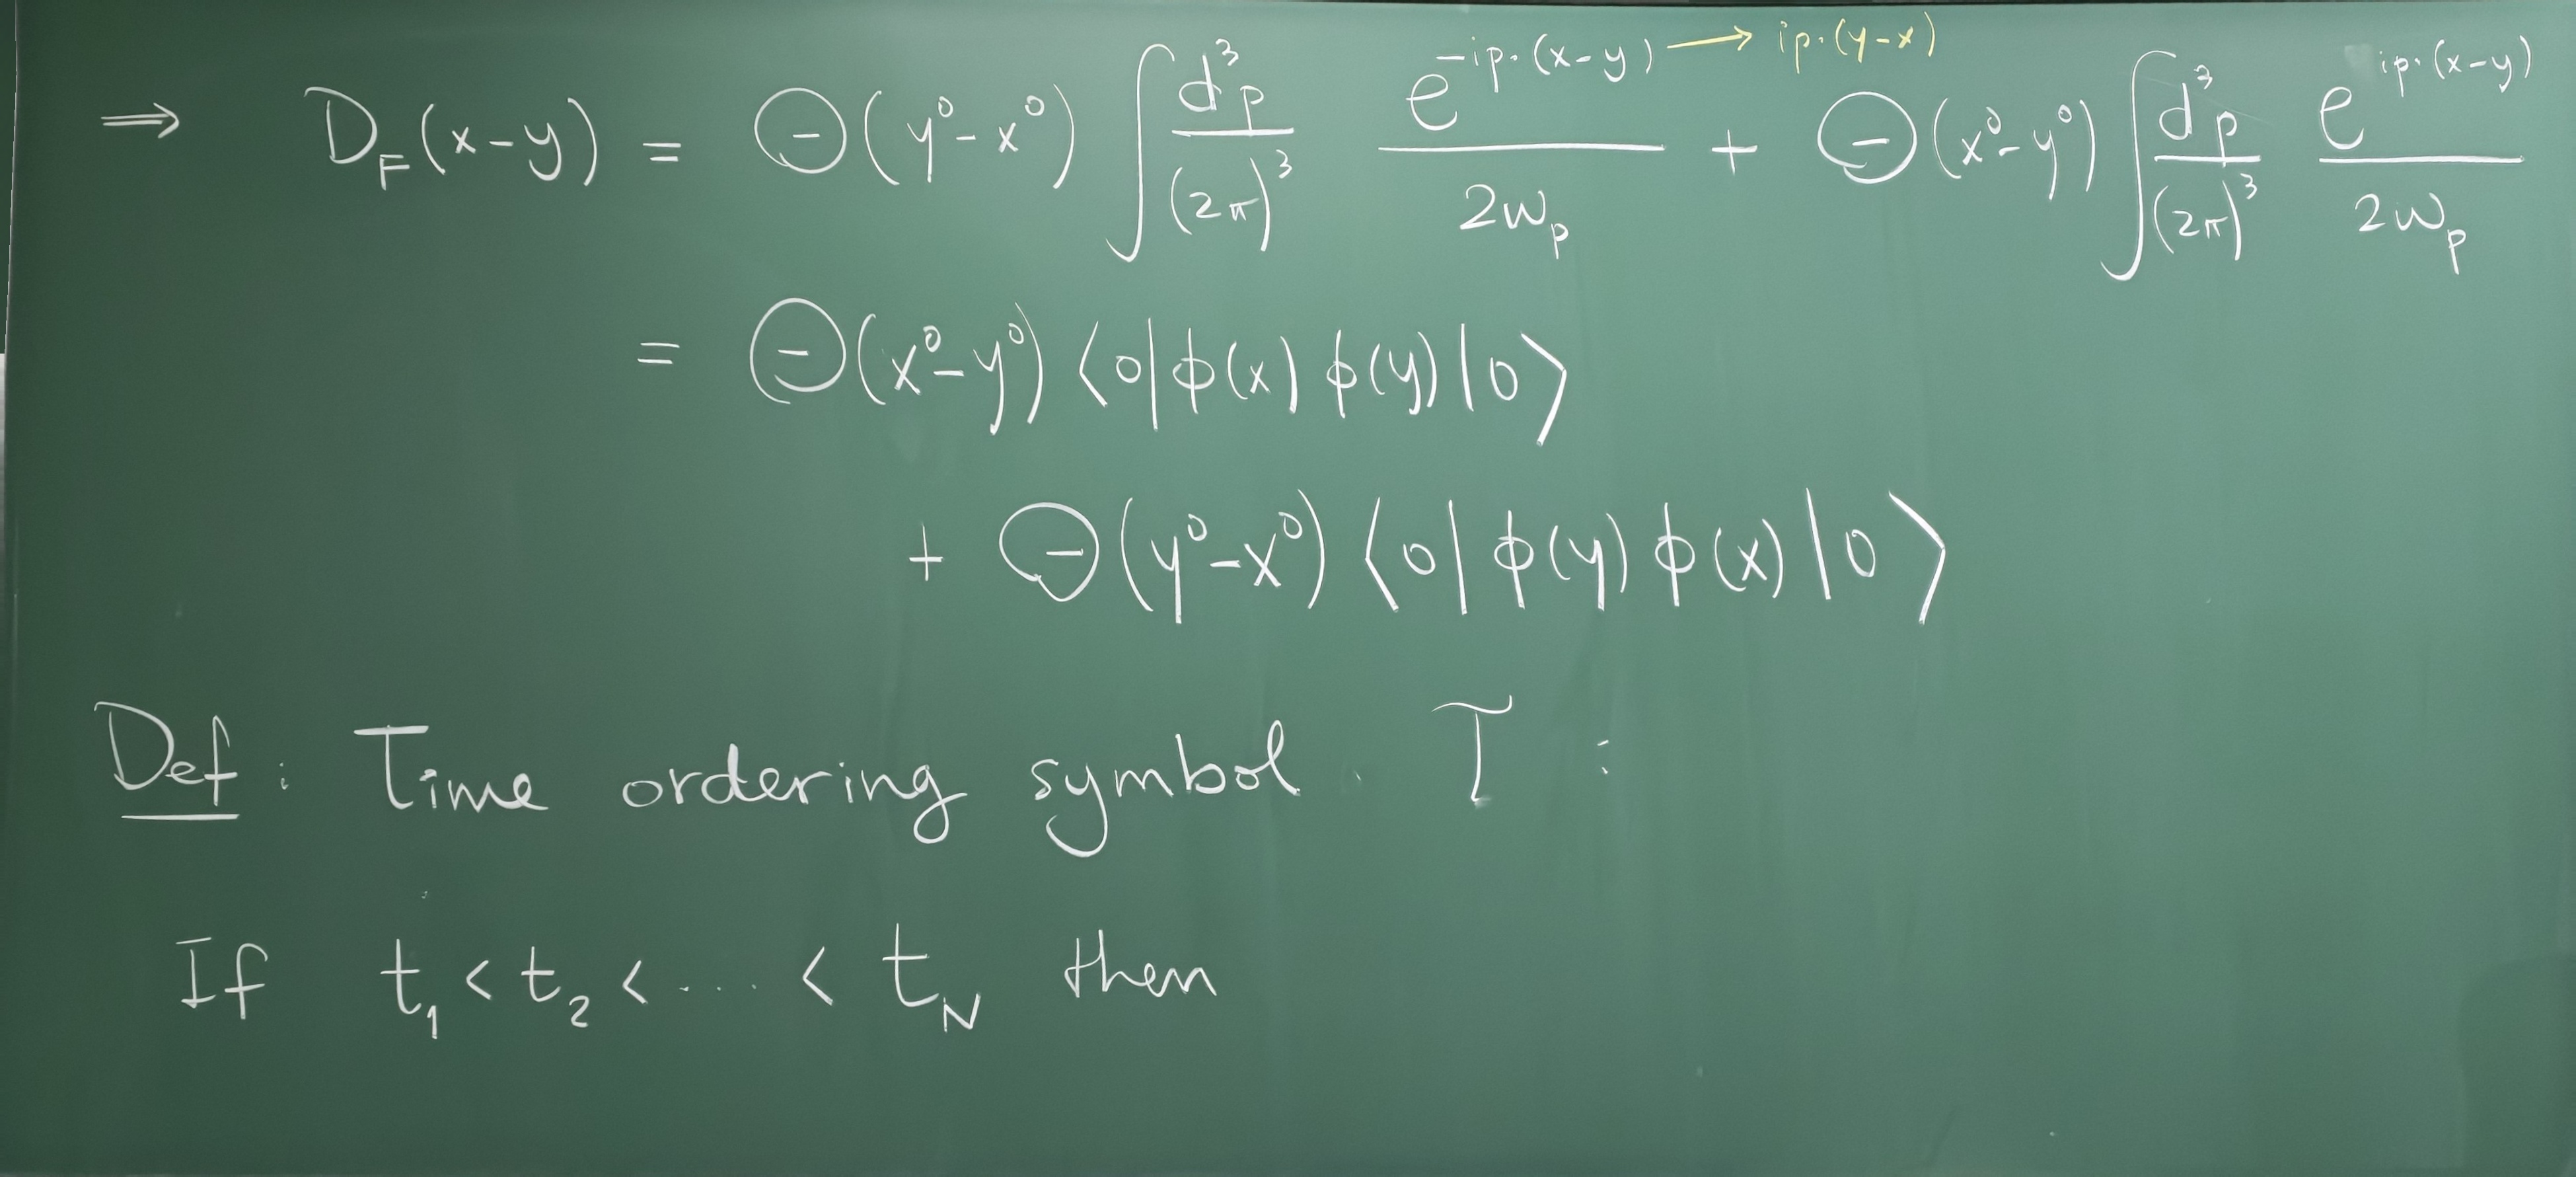 ⇒ D_F(x-y) = Θ(y⁰-x⁰) ∫ d³p/(2π)³ e^{-ip·(x-y)}/2ω_p → ip·(y-x) + Θ(x⁰-y⁰) ∫ d³p/(2π)³ e^{ip·(x-y)}/2ω_p
= Θ(x⁰-y⁰) ⟨0|ϕ(x) ϕ(y)|0⟩
+ Θ(y⁰-x⁰) ⟨0|ϕ(y) ϕ(x)|0⟩
Def: Time ordering symbol T :
If t₁ < t₂ < ... < t_N then